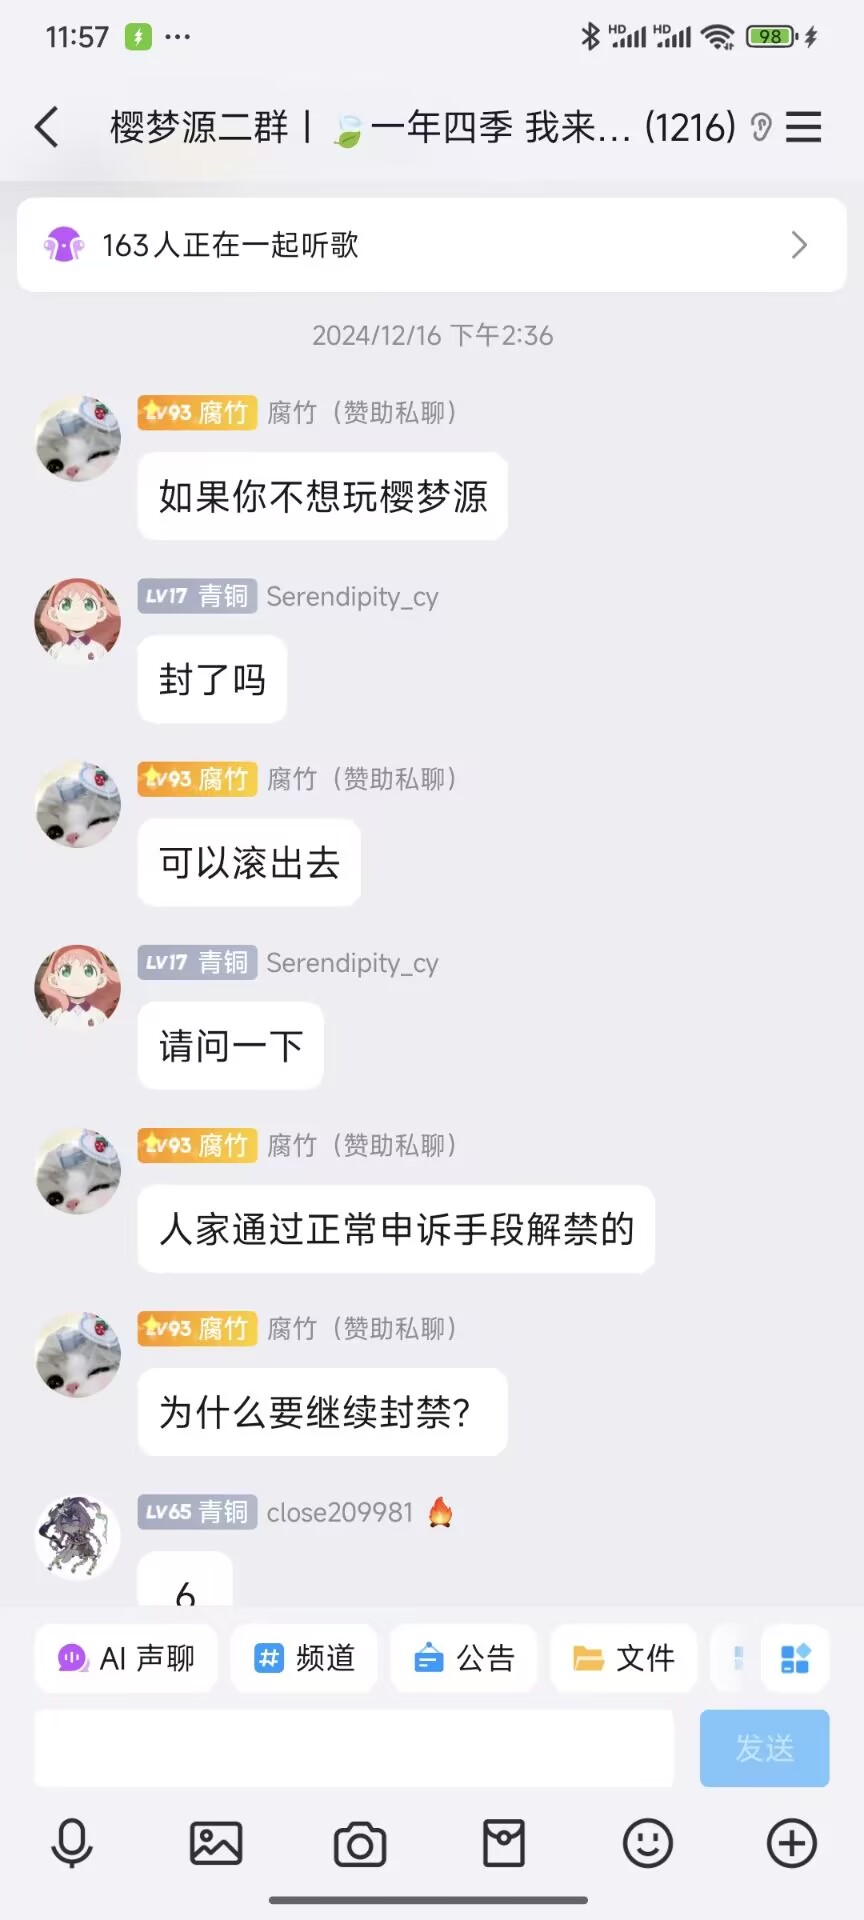 11:57
HD HD 98
樱梦源二群丨🍃一年四季 我来... (1216)
163人正在一起听歌
2024/12/16 下午2:36
LV93 腐竹 腐竹（赞助私聊）
如果你不想玩樱梦源
LV17 青铜 Serendipity_cy
封了吗
LV93 腐竹 腐竹（赞助私聊）
可以滚出去
LV17 青铜 Serendipity_cy
请问一下
LV93 腐竹 腐竹（赞助私聊）
人家通过正常申诉手段解禁的
LV93 腐竹 腐竹（赞助私聊）
为什么要继续封禁？
LV65 青铜 close209981 🔥
6
AI 声聊 # 频道 公告 文件
发送